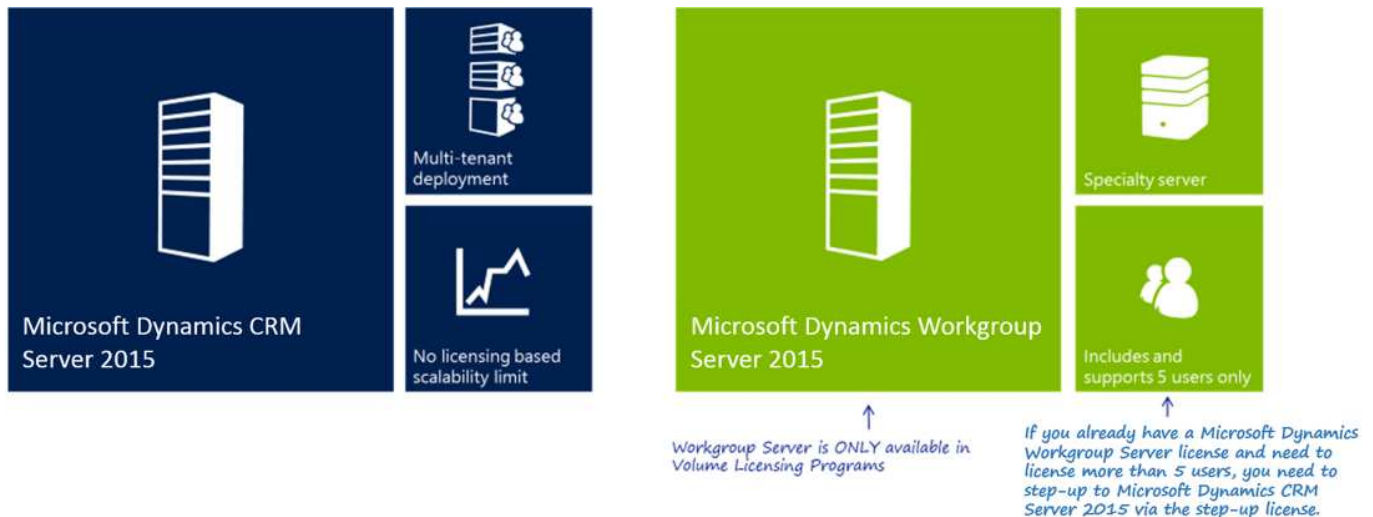 Multi-tenant
deployment
Microsoft Dynamics CRM
Server 2015
No licensing based
scalability limit
Specialty server
Microsoft Dynamics Workgroup
Server 2015
Includes and
supports 5 users only
Workgroup Server is ONLY available in
Volume Licensing Programs
If you already have a Microsoft Dynamics
Workgroup Server license and need to
license more than 5 users, you need to
step-up to Microsoft Dynamics CRM
Server 2015 via the step-up license.